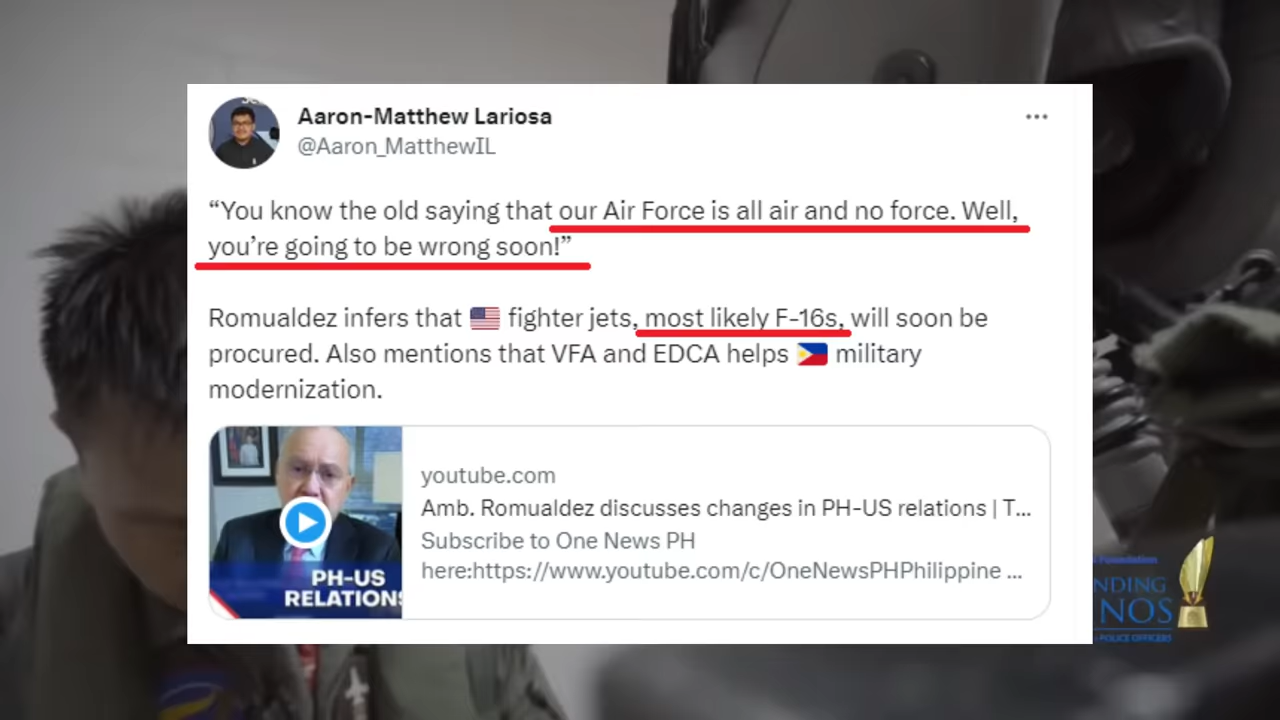 Aaron-Matthew Lariosa
@Aaron_MatthewIL
“You know the old saying that our Air Force is all air and no force. Well,
you’re going to be wrong soon!”
Romualdez infers that 🇺🇸 fighter jets, most likely F-16s, will soon be
procured. Also mentions that VFA and EDCA helps 🇵🇭 military
modernization.
PH-US
RELATIONS
youtube.com
Amb. Romualdez discusses changes in PH-US relations | T...
Subscribe to One News PH
here:https://www.youtube.com/c/OneNewsPHPhilippine ...
Foundation
NDING
NOS
POLICE OFFICERS